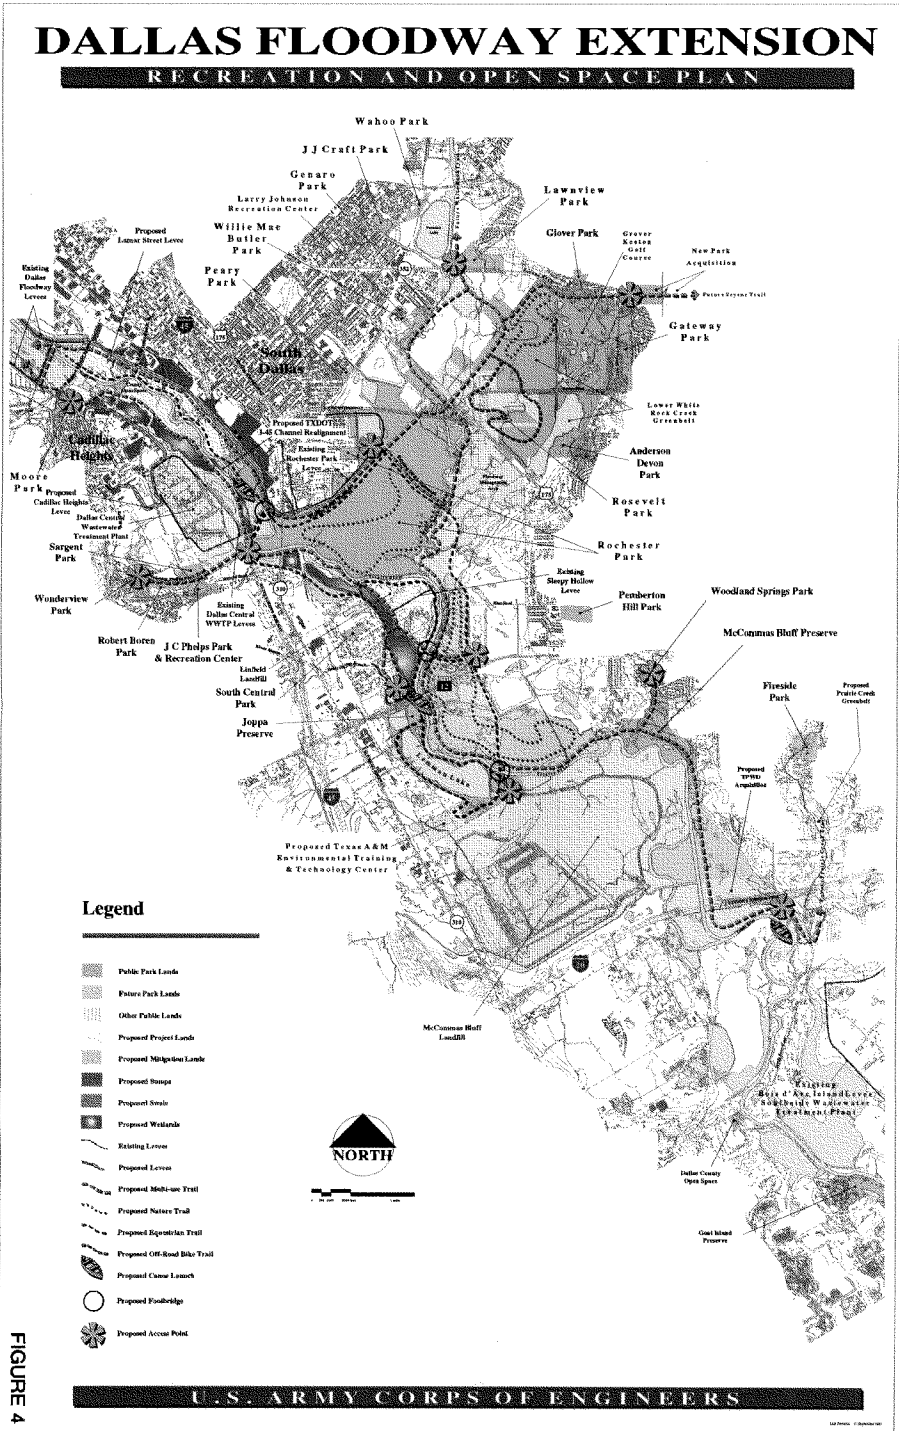 DALLAS FLOODWAY EXTENSION
RECREATION AND OPEN SPACE PLAN
Wahoo Park
J J Craft Park
Genaro
Park
Larry Johnson
Recreation Center
Willie Mae
Butler
Park
Peary
Park
Lawnview
Park
Glover Park
Grover
Keeton
Golf
Course
New Park
Acquisition
Gateway
Park
Proposed
Lamar Street Levee
Existing
Dallas
Floodway
Levees
45
175
352
South
Dallas
Proposed TXDOT
I-45 Channel Realignment
Existing
Rochester Park
Levee
Lower White
Rock Creek
Greenbelt
Anderson
Devon
Park
Rosevelt
Park
175
Rochester
Park
Cadillac
Heights
Moore
Park
Proposed
Cadillac Heights
Levee
Dallas Central
Wastewater
Treatment Plant
Sargent
Park
Wonderview
Park
Robert Boren
Park
Existing
Dallas Central
WWTP Levees
310
J C Phelps Park
& Recreation Center
Linfield
Landfill
South Central
Park
Joppa
Preserve
Existing
Sleepy Hollow
Levee
Pemberton
Hill Park
Woodland Springs Park
McCommas Bluff Preserve
Fireside
Park
Proposed
Prairie Creek
Greenbelt
Proposed
TPWD
Acquisition
Proposed Texas A&M
Environmental Training
& Technology Center
310
20
McCommas Bluff
Landfill
Existing
Bois d'Arc Island Levee
Southside Wastewater
Treatment Plant
Dallas County
Open Space
Goat Island
Preserve
Legend
Public Park Lands
Future Park Lands
Other Public Lands
Proposed Project Lands
Proposed Mitigation Lands
Proposed Sumps
Proposed Swale
Proposed Wetlands
Existing Levees
Proposed Levees
Proposed Multi-use Trail
Proposed Nature Trail
Proposed Equestrian Trail
Proposed Off-Road Bike Trail
Proposed Canoe Launch
Proposed Footbridge
Proposed Access Point
NORTH
FIGURE 4
U.S. ARMY CORPS OF ENGINEERS